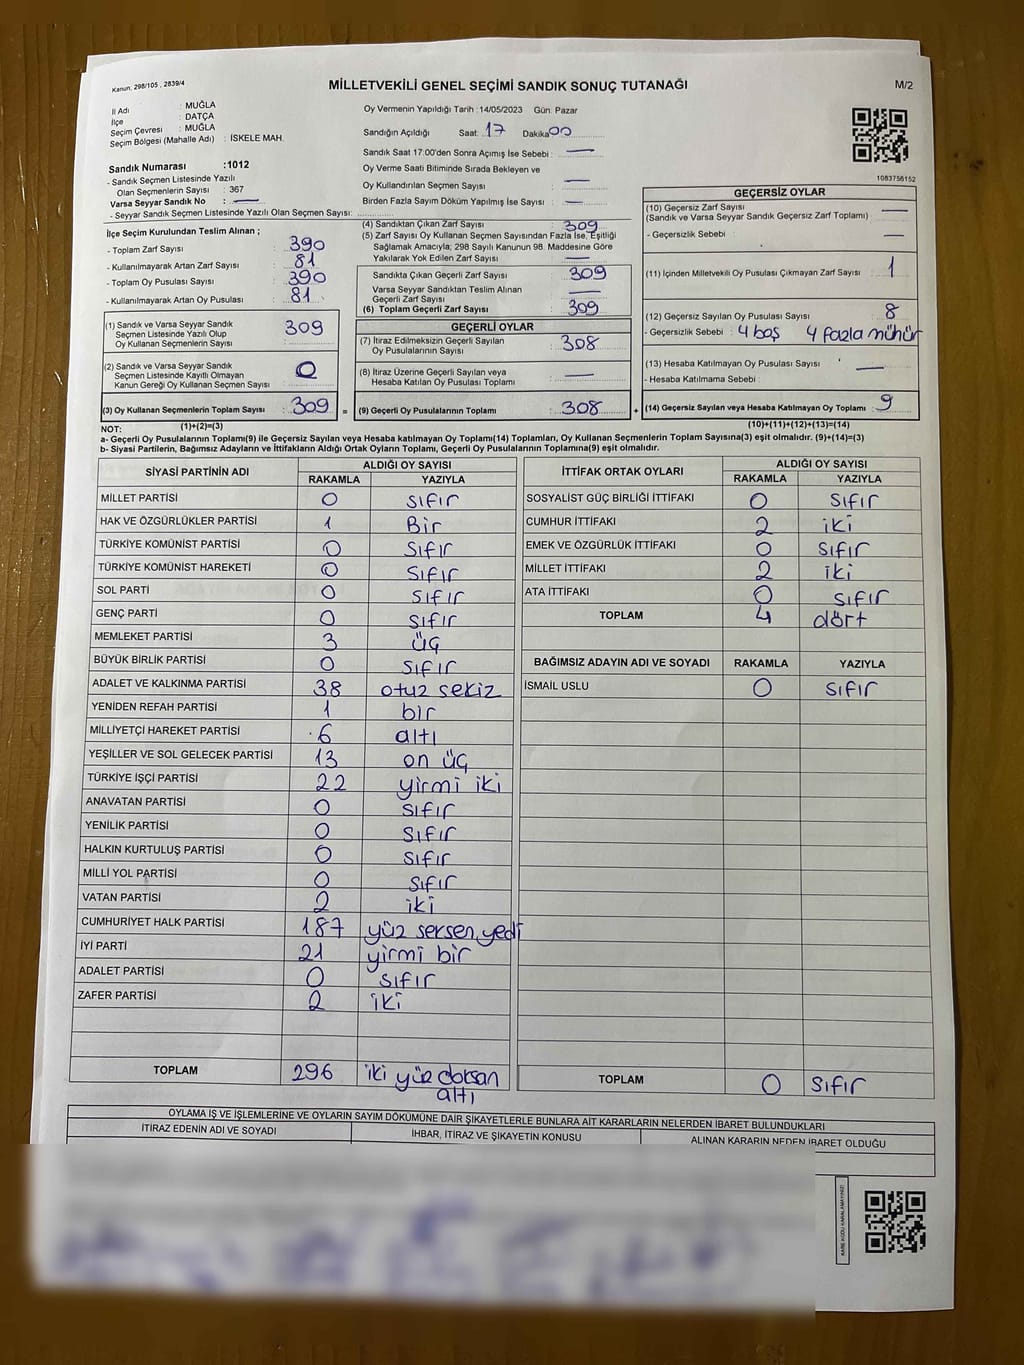 Kanun: 298/105 , 2839/4
MİLLETVEKİLİ GENEL SEÇİMİ SANDIK SONUÇ TUTANAĞI
M/2
İl Adı : MUĞLA
İlçe : DATÇA
Seçim Çevresi : MUĞLA
Seçim Bölgesi (Mahalle Adı) : İSKELE MAH.
Sandık Numarası :1012
- Sandık Seçmen Listesinde Yazılı
Olan Seçmenlerin Sayısı : 367
Varsa Seyyar Sandık No : —
- Seyyar Sandık Seçmen Listesinde Yazılı Olan Seçmen Sayısı:
Oy Vermenin Yapıldığı Tarih : 14/05/2023 Gün: Pazar
Sandığın Açıldığı Saat: 17 Dakika: 00
Sandık Saat 17:00'den Sonra Açımış İse Sebebi : —
Oy Verme Saati Bitiminde Sırada Bekleyen ve
Oy Kullandırılan Seçmen Sayısı : —
Birden Fazla Sayım Döküm Yapılmış İse Sayısı : —
1083756152
İlçe Seçim Kurulundan Teslim Alınan ;
- Toplam Zarf Sayısı : 390
- Kullanılmayarak Artan Zarf Sayısı : 81
- Toplam Oy Pusulası Sayısı : 390
- Kullanılmayarak Artan Oy Pusulası : 81
(1) Sandık ve Varsa Seyyar Sandık
Seçmen Listesinde Yazılı Olup
Oy Kullanan Seçmenlerin Sayısı : 309
(2) Sandık ve Varsa Seyyar Sandık
Seçmen Listesinde Kayıtlı Olmayan
Kanun Gereği Oy Kullanan Seçmen Sayısı : 0
(3) Oy Kullanan Seçmenlerin Toplam Sayısı : 309 =
(4) Sandıktan Çıkan Zarf Sayısı : 309
(5) Zarf Sayısı Oy Kullanan Seçmen Sayısından Fazla İse, Eşitliği
Sağlamak Amacıyla; 298 Sayılı Kanunun 98. Maddesine Göre
Yakılarak Yok Edilen Zarf Sayısı : —
Sandıkta Çıkan Geçerli Zarf Sayısı : 309
Varsa Seyyar Sandıktan Teslim Alınan
Geçerli Zarf Sayısı : —
(6) Toplam Geçerli Zarf Sayısı : 309
GEÇERLİ OYLAR
(7) İtiraz Edilmeksizin Geçerli Sayılan
Oy Pusulalarının Sayısı : 308
(8) İtiraz Üzerine Geçerli Sayılan veya
Hesaba Katılan Oy Pusulası Toplamı : —
(9) Geçerli Oy Pusulalarının Toplamı : 308 +
GEÇERSİZ OYLAR
(10) Geçersiz Zarf Sayısı : —
(Sandık ve Varsa Seyyar Sandık Geçersiz Zarf Toplamı)
- Geçersizlik Sebebi : —
(11) İçinden Milletvekili Oy Pusulası Çıkmayan Zarf Sayısı : 1
(12) Geçersiz Sayılan Oy Pusulası Sayısı : 8
- Geçersizlik Sebebi : 4 boş 4 fazla mühür
(13) Hesaba Katılmayan Oy Pusulası Sayısı : —
- Hesaba Katılmama Sebebi :
(14) Geçersiz Sayılan veya Hesaba Katılmayan Oy Toplamı : 9
NOT: (1)+(2)=(3) (10)+(11)+(12)+(13)=(14)
a- Geçerli Oy Pusulalarının Toplamı(9) ile Geçersiz Sayılan veya Hesaba katılmayan Oy Toplamı(14) Toplamları, Oy Kullanan Seçmenlerin Toplam Sayısına(3) eşit olmalıdır. (9)+(14)=(3)
b- Siyasi Partilerin, Bağımsız Adayların ve İttifakların Aldığı Ortak Oyların Toplamı, Geçerli Oy Pusulalarının Toplamına(9) eşit olmalıdır.
SİYASİ PARTİNİN ADI ALDIĞI OY SAYISI
RAKAMLA YAZIYLA
MİLLET PARTİSİ 0 sıfır
HAK VE ÖZGÜRLÜKLER PARTİSİ 1 Bir
TÜRKİYE KOMÜNİST PARTİSİ 0 sıfır
TÜRKİYE KOMÜNİST HAREKETİ 0 sıfır
SOL PARTİ 0 sıfır
GENÇ PARTİ 0 sıfır
MEMLEKET PARTİSİ 3 üç
BÜYÜK BİRLİK PARTİSİ 0 sıfır
ADALET VE KALKINMA PARTİSİ 38 otuz sekiz
YENİDEN REFAH PARTİSİ 1 bir
MİLLİYETÇİ HAREKET PARTİSİ 6 altı
YEŞİLLER VE SOL GELECEK PARTİSİ 13 on üç
TÜRKİYE İŞÇİ PARTİSİ 22 yirmi iki
ANAVATAN PARTİSİ 0 sıfır
YENİLİK PARTİSİ 0 sıfır
HALKIN KURTULUŞ PARTİSİ 0 sıfır
MİLLİ YOL PARTİSİ 0 sıfır
VATAN PARTİSİ 2 iki
CUMHURİYET HALK PARTİSİ 187 yüz seksen yedi
İYİ PARTİ 21 yirmi bir
ADALET PARTİSİ 0 sıfır
ZAFER PARTİSİ 2 iki
TOPLAM 296 iki yüz doksan
altı
İTTİFAK ORTAK OYLARI ALDIĞI OY SAYISI
RAKAMLA YAZIYLA
SOSYALİST GÜÇ BİRLİĞİ İTTİFAKI 0 sıfır
CUMHUR İTTİFAKI 2 iki
EMEK VE ÖZGÜRLÜK İTTİFAKI 0 sıfır
MİLLET İTTİFAKI 2 iki
ATA İTTİFAKI 0 sıfır
TOPLAM 4 dört
BAĞIMSIZ ADAYIN ADI VE SOYADI RAKAMLA YAZIYLA
İSMAİL USLU 0 sıfır
TOPLAM 0 sıfır
OYLAMA İŞ VE İŞLEMLERİNE VE OYLARIN SAYIM DÖKÜMÜNE DAİR ŞİKAYETLERLE BUNLARA AİT KARARLARIN NELERDEN İBARET BULUNDUKLARI
İTİRAZ EDENİN ADI VE SOYADI İHBAR, İTİRAZ VE ŞİKAYETİN KONUSU ALINAN KARARIN NEDEN İBARET OLDUĞU
KARE KODU KARALAMAYINIZ!